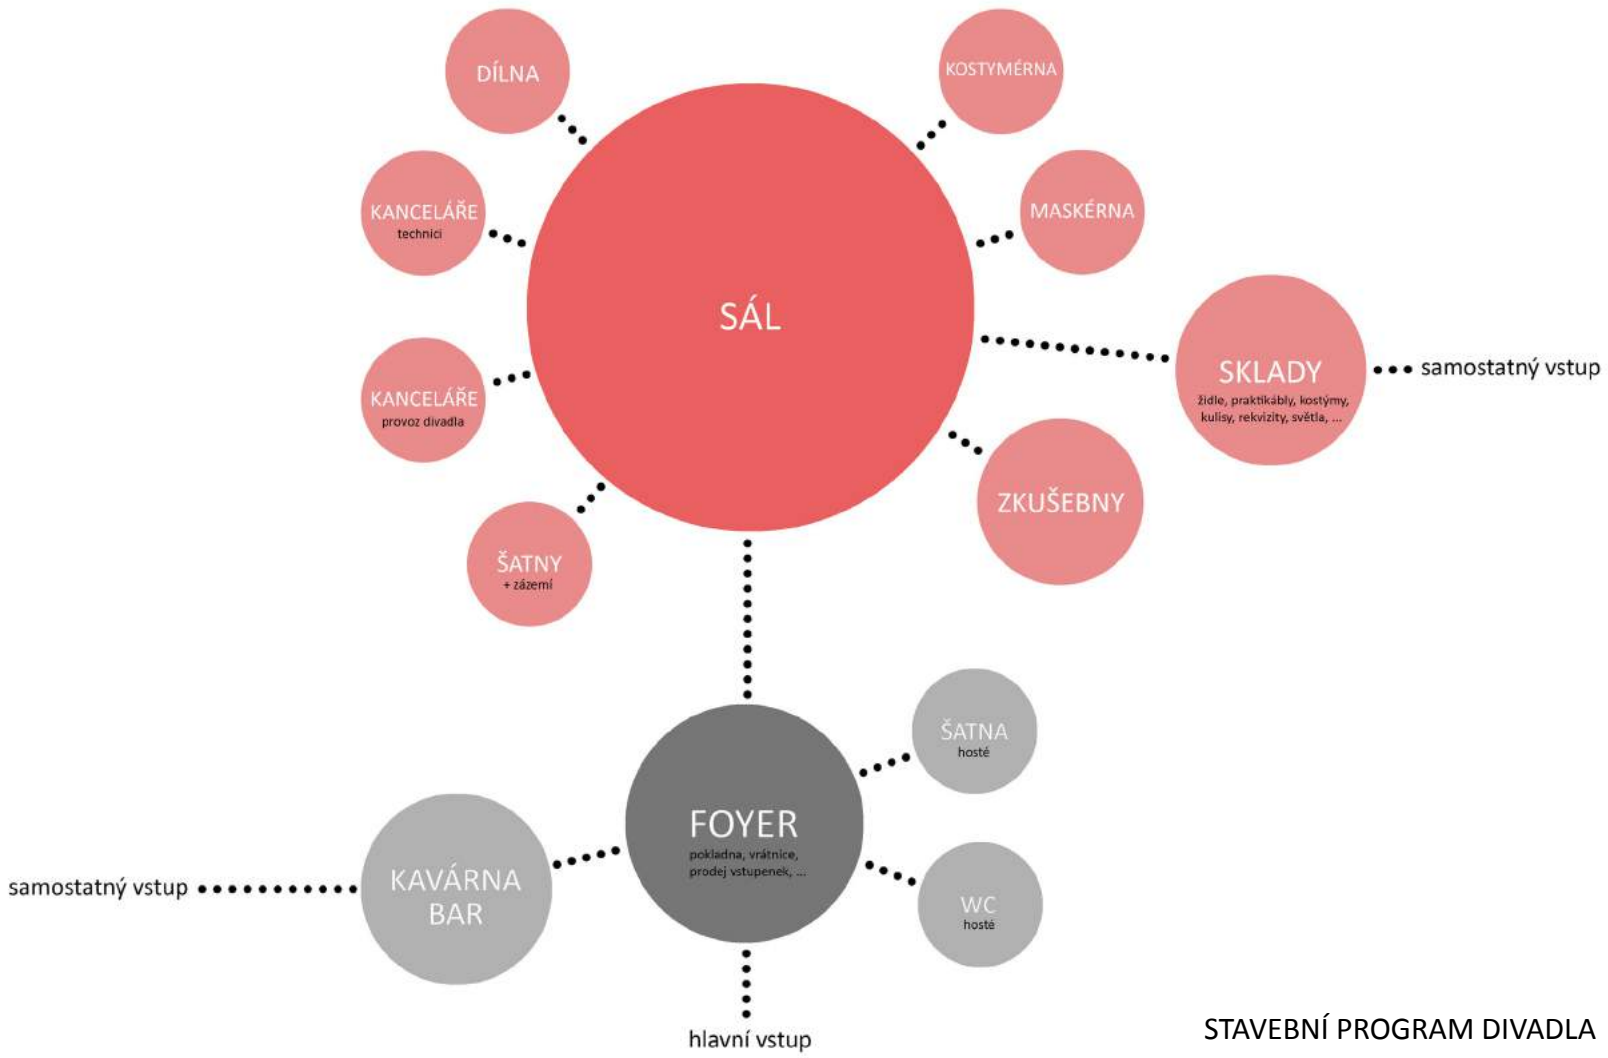 DÍLNA
KOSTYMÉRNA
KANCELÁŘE
technici
MASKÉRNA
SÁL
SKLADY
židle, praktikábly, kostýmy,
kulisy, rekvizity, světla, ...
samostatný vstup
KANCELÁŘE
provoz divadla
ZKUŠEBNY
ŠATNY
+ zázemí
ŠATNA
hosté
FOYER
pokladna, vrátnice,
prodej vstupenek, ...
samostatný vstup
KAVÁRNA
BAR
WC
hosté
hlavní vstup
STAVEBNÍ PROGRAM DIVADLA